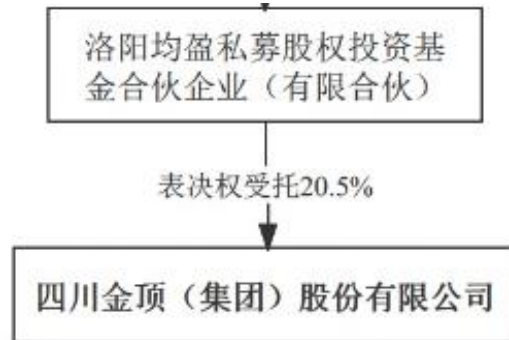 洛阳均盈私募股权投资基
金合伙企业（有限合伙）
表决权受托20.5%
四川金顶（集团）股份有限公司